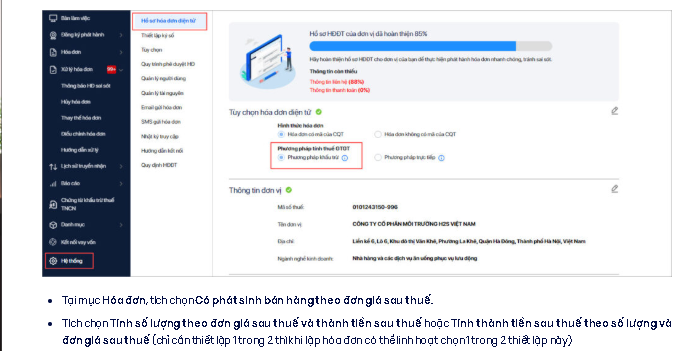 Bàn làm việc
Đăng ký phát hành
Hóa đơn
Xử lý hóa đơn 99+
Thông báo HĐ sai sót
Hủy hóa đơn
Thay thế hóa đơn
Điều chỉnh hóa đơn
Hướng dẫn xử lý
Lịch sử truyền nhận
Báo cáo
Chứng từ khấu trừ thuế TNCN
Danh mục
Kết nối vay vốn
Hệ thống
Hồ sơ hóa đơn điện tử
Thiết lập ký số
Tùy chọn
Quy trình phê duyệt HĐ
Quản lý người dùng
Quản lý tài nguyên
Email gửi hóa đơn
SMS gửi hóa đơn
Nhật ký truy cập
Hướng dẫn kết nối
Quy định HĐĐT
Hồ sơ HĐĐT của đơn vị đã hoàn thiện 85%
Hãy hoàn thiện hồ sơ HĐĐT cho đơn vị của bạn để thực hiện phát hành hóa đơn nhanh chóng, tránh sai sót.
Thông tin còn thiếu
Thông tin liên hệ (88%)
Thông tin thanh toán (0%)
Tùy chọn hóa đơn điện tử
Hình thức hóa đơn
Hóa đơn có mã của CQT
Hóa đơn không có mã của CQT
Phương pháp tính thuế GTGT
Phương pháp khấu trừ
Phương pháp trực tiếp
Thông tin đơn vị
Mã số thuế 0101243150-996
Tên đơn vị CÔNG TY CỔ PHẦN MÔI TRƯỜNG H2S VIỆT NAM
Địa chỉ Liền kề 6, Lô 6, Khu đô thị Văn Khê, Phường La Khê, Quận Hà Đông, Thành phố Hà Nội, Việt Nam
Ngành nghề kinh doanh Nhà hàng và các dịch vụ ăn uống phục vụ lưu động
• Tại mục Hóa đơn, tích chọn Có phát sinh bán hàng theo đơn giá sau thuế.
• Tích chọn Tính số lượng theo đơn giá sau thuế và thành tiền sau thuế hoặc Tính thành tiền sau thuế theo số lượng và
đơn giá sau thuế (chỉ cần thiết lập 1 trong 2 thì khi lập hóa đơn có thể linh hoạt chọn 1 trong 2 thiết lập này)